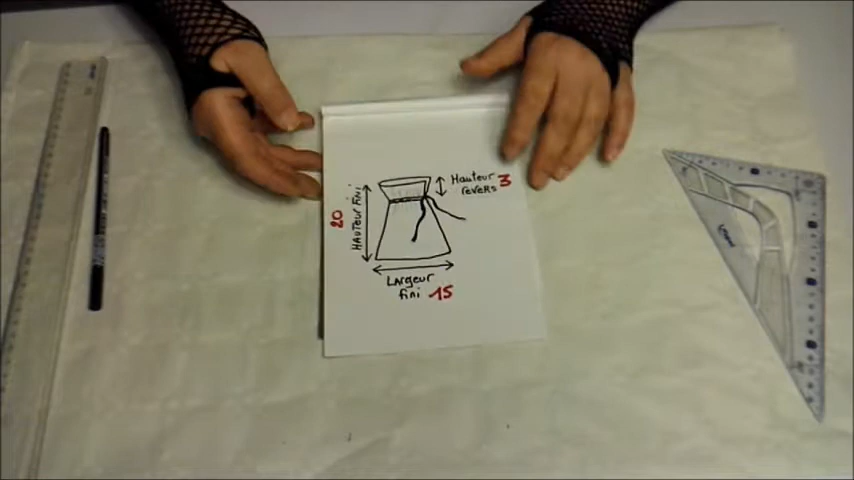 Hauteur
revers 3
20
HAUTEUR FINI
LARgeur
fini 15